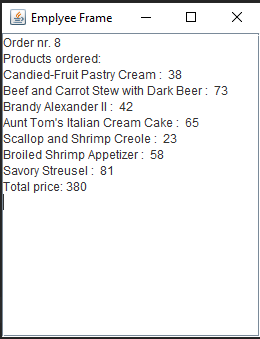 Emplyee Frame
Order nr. 8
Products ordered:
Candied-Fruit Pastry Cream :  38
Beef and Carrot Stew with Dark Beer :  73
Brandy Alexander II :  42
Aunt Tom's Italian Cream Cake :  65
Scallop and Shrimp Creole :  23
Broiled Shrimp Appetizer :  58
Savory Streusel :  81
Total price: 380